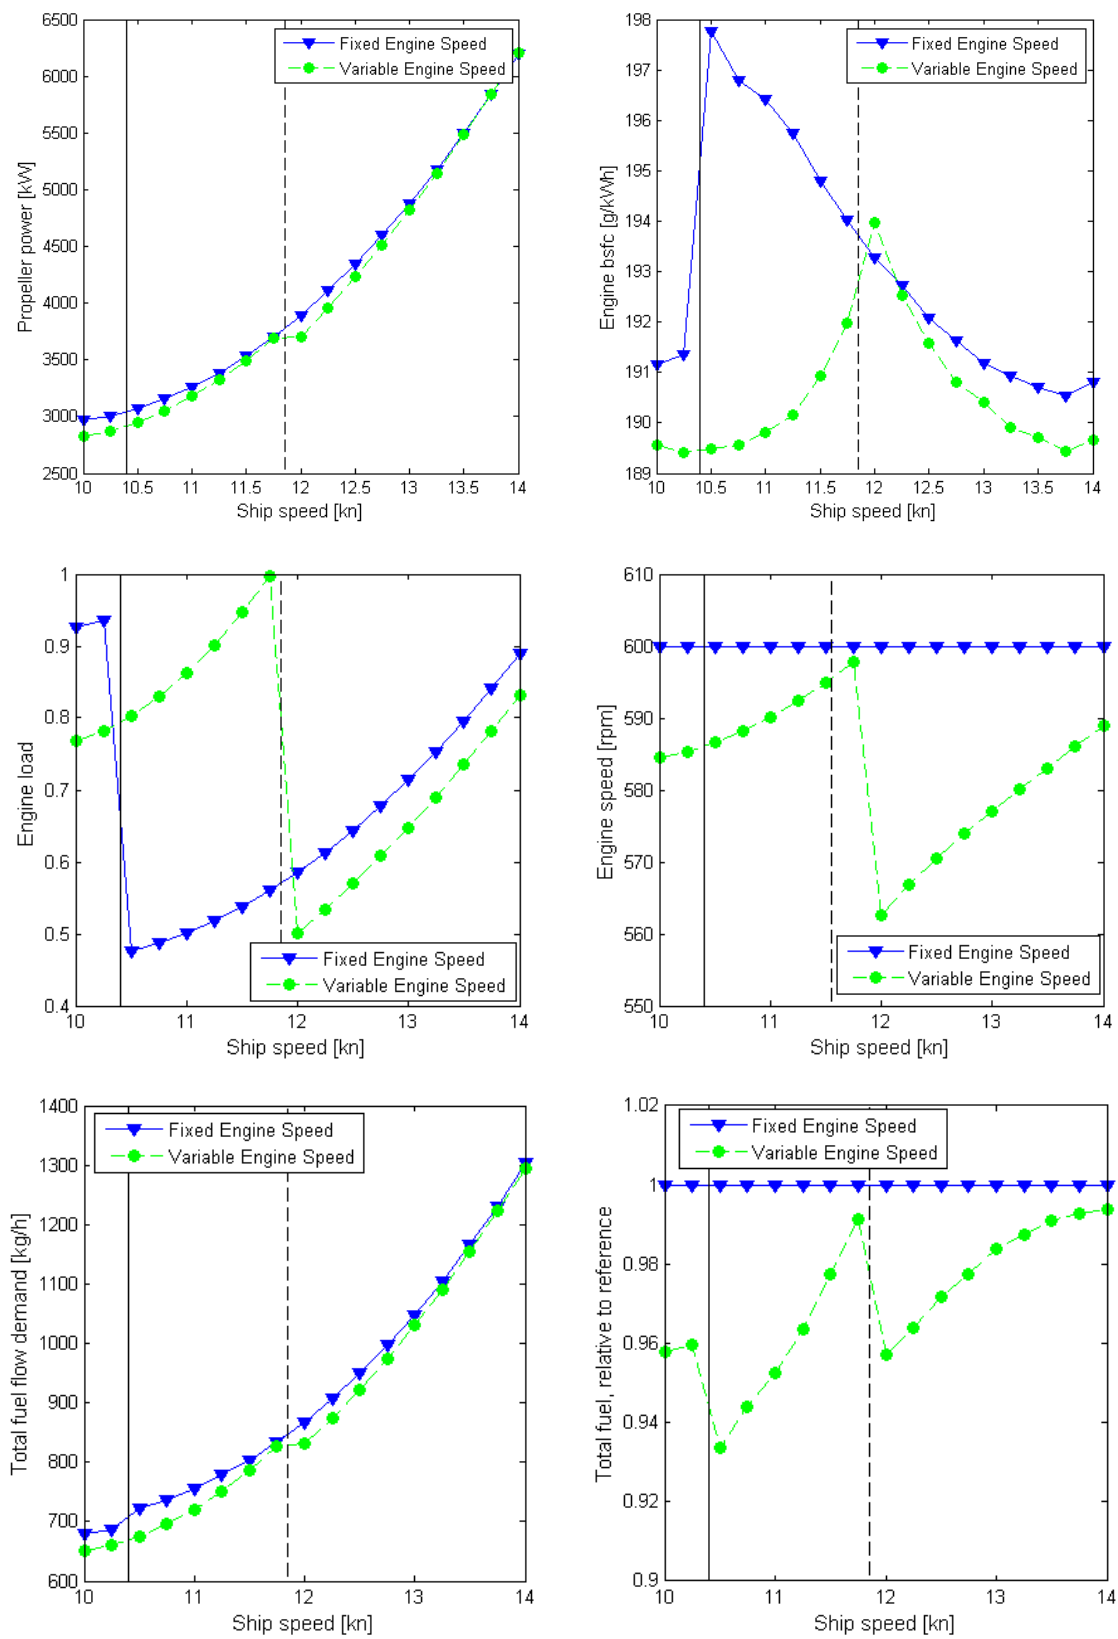 6500
6000
5500
5000
4500
4000
3500
3000
2500
Propeller power [kW]
Fixed Engine Speed
Variable Engine Speed
10 10.5 11 11.5 12 12.5 13 13.5 14
Ship speed [kn]
198
197
196
195
194
193
192
191
190
189
Engine bsfc [g/kWh]
Fixed Engine Speed
Variable Engine Speed
10 10.5 11 11.5 12 12.5 13 13.5 14
Ship speed [kn]
1
0.9
0.8
0.7
0.6
0.5
0.4
Engine load
Fixed Engine Speed
Variable Engine Speed
10 11 12 13 14
Ship speed [kn]
610
600
590
580
570
560
550
Engine speed [rpm]
Fixed Engine Speed
Variable Engine Speed
10 11 12 13 14
Ship speed [kn]
1400
1300
1200
1100
1000
900
800
700
600
Total fuel flow demand [kg/h]
Fixed Engine Speed
Variable Engine Speed
10 11 12 13 14
Ship speed [kn]
1.02
1
0.98
0.96
0.94
0.92
0.9
Total fuel, relative to reference
Fixed Engine Speed
Variable Engine Speed
10 11 12 13 14
Ship speed [kn]